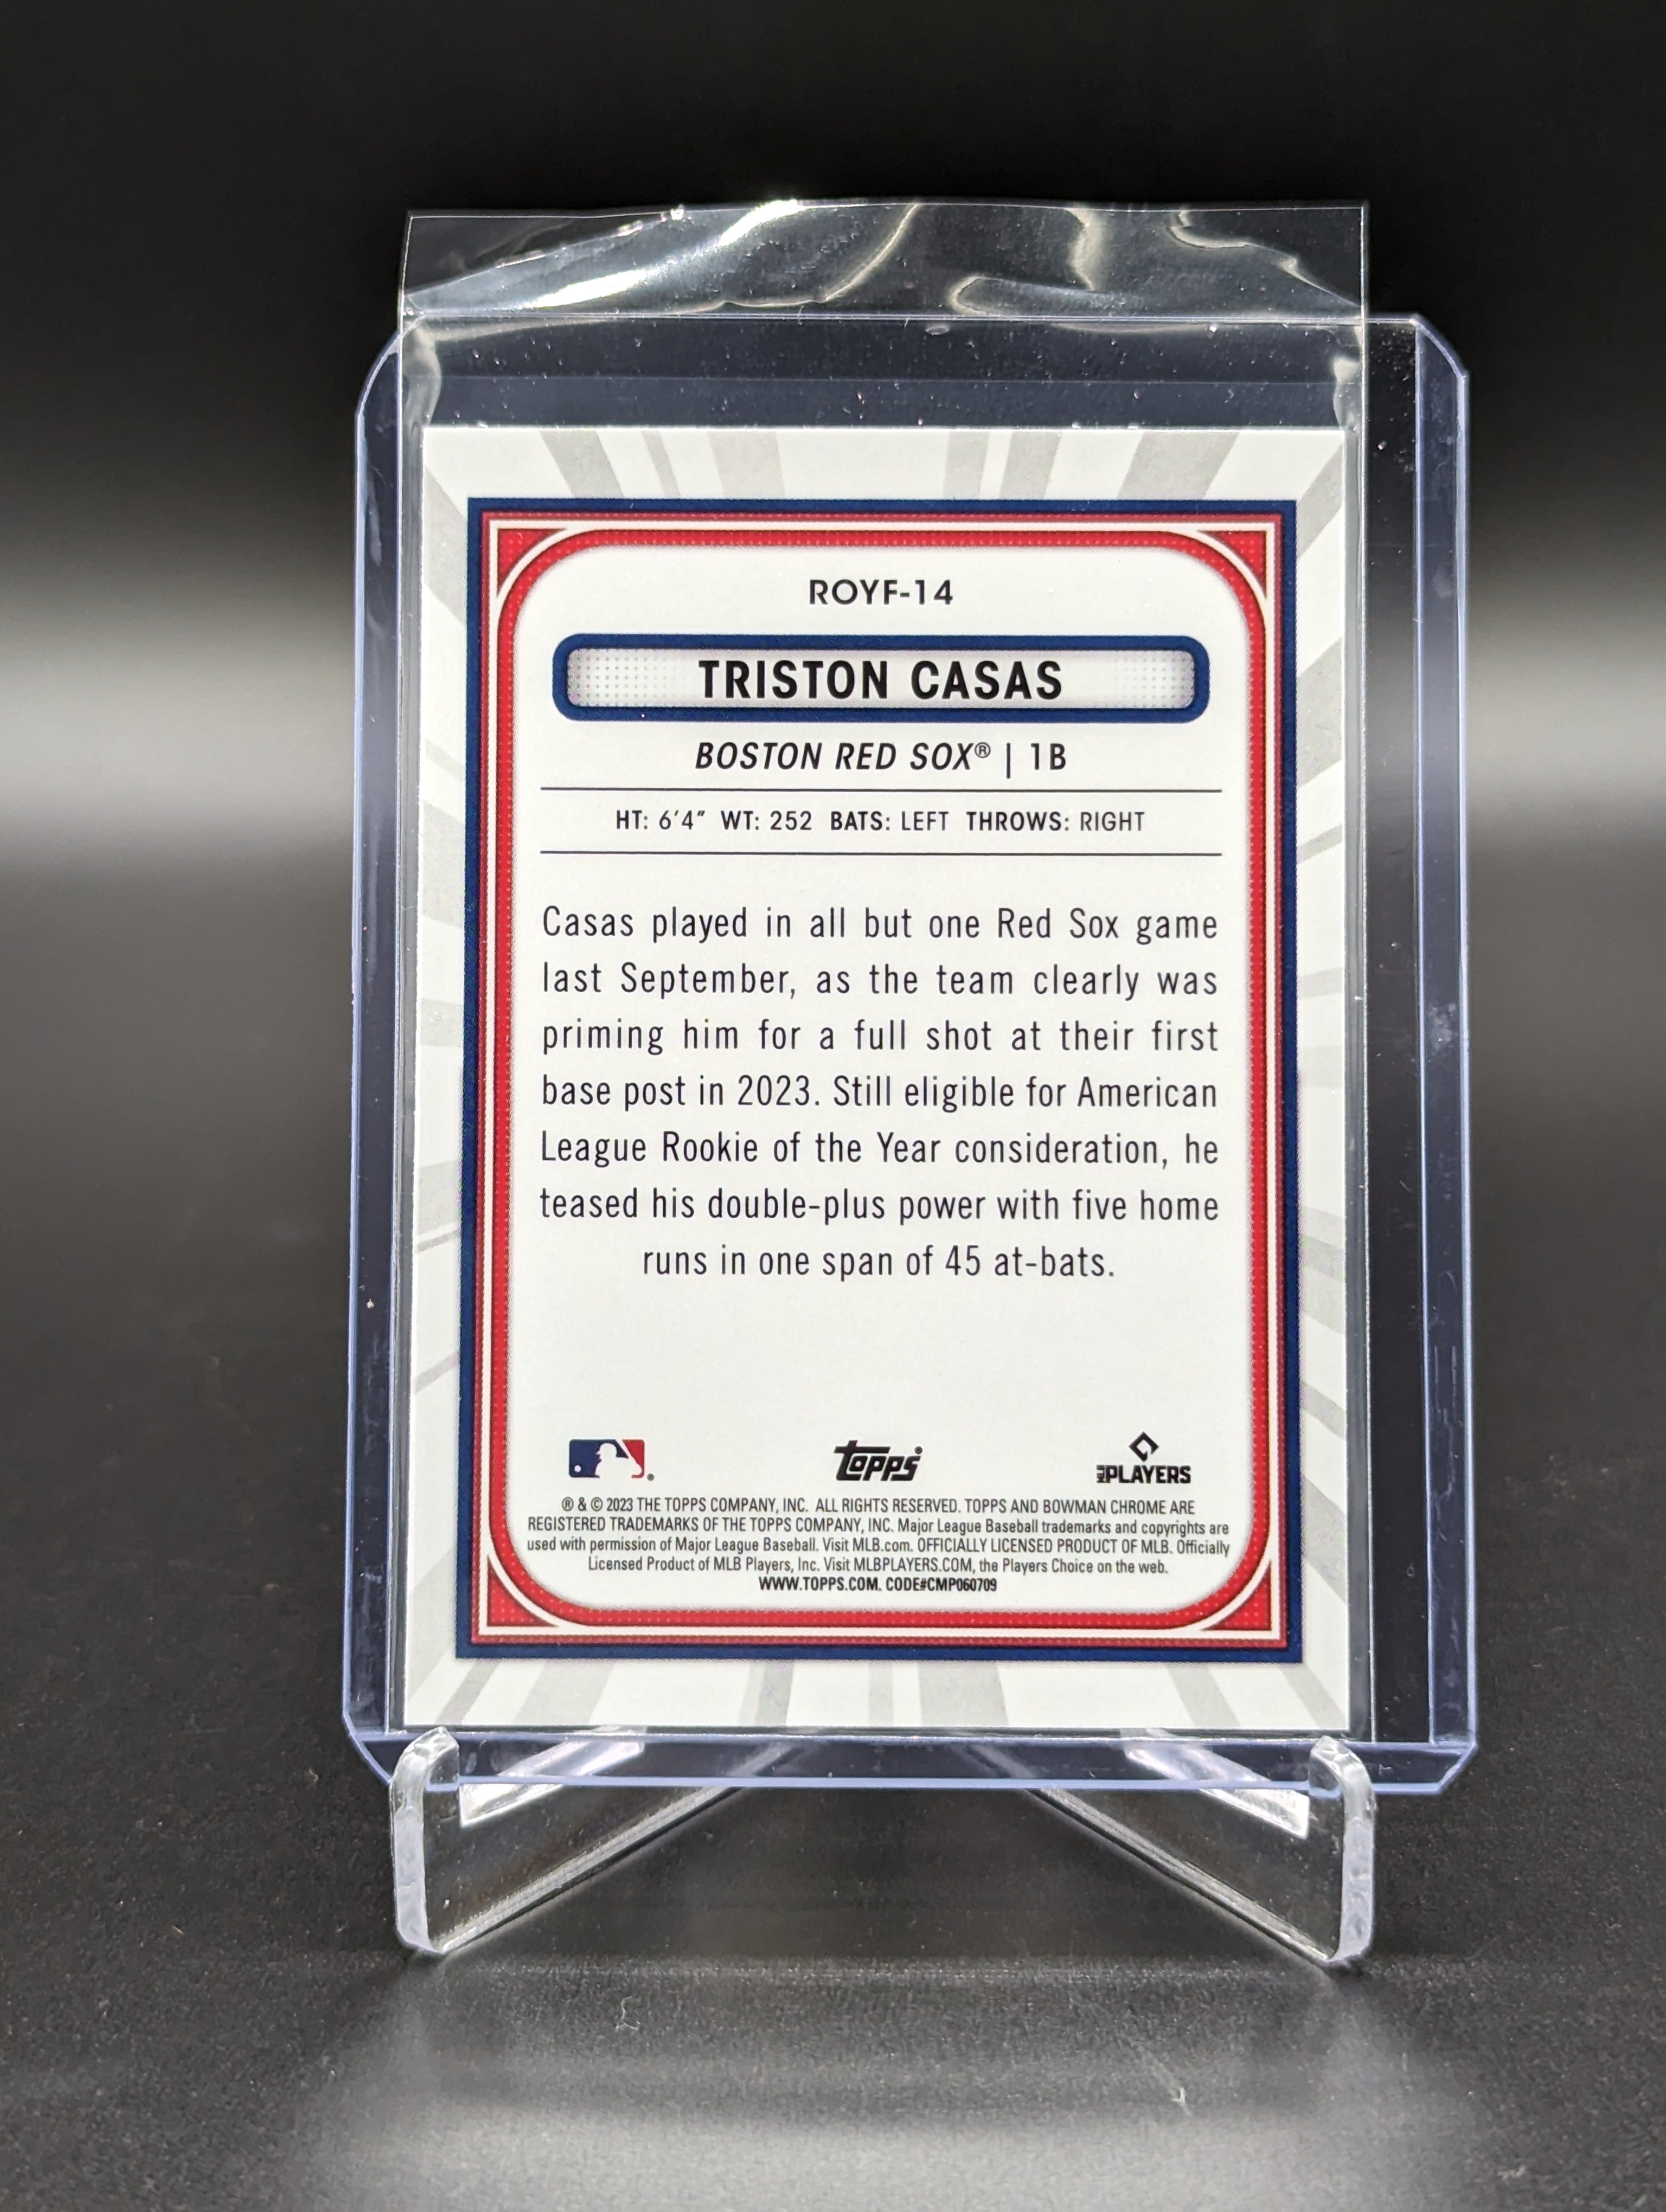 ROYF-14
TRISTON CASAS
BOSTON RED SOX® | 1B
HT: 6'4" WT: 252 BATS: LEFT THROWS: RIGHT
Casas played in all but one Red Sox game
last September, as the team clearly was
priming him for a full shot at their first
base post in 2023. Still eligible for American
League Rookie of the Year consideration, he
teased his double-plus power with five home
runs in one span of 45 at-bats.
topps
MLB PLAYERS
® & © 2023 THE TOPPS COMPANY, INC. ALL RIGHTS RESERVED. TOPPS AND BOWMAN CHROME ARE
REGISTERED TRADEMARKS OF THE TOPPS COMPANY, INC. Major League Baseball trademarks and copyrights are
used with permission of Major League Baseball. Visit MLB.com. OFFICIALLY LICENSED PRODUCT OF MLB. Officially
Licensed Product of MLB Players, Inc. Visit MLBPLAYERS.COM, the Players Choice on the web.
WWW.TOPPS.COM. CODE#CMP060709